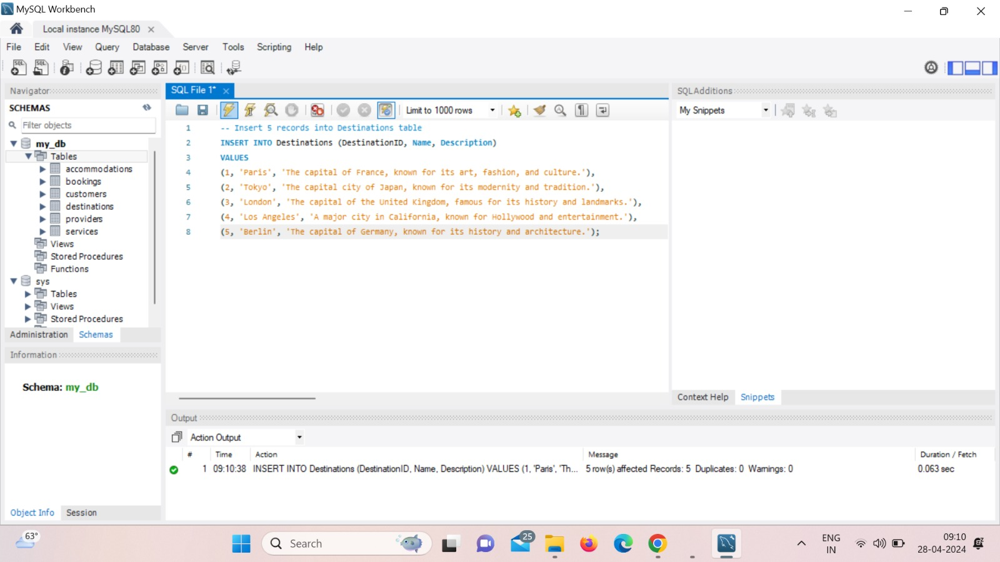 MySQL Workbench
Local instance MySQL80
File Edit View Query Database Server Tools Scripting Help
Navigator
SCHEMAS
Filter objects
my_db
Tables
accommodations
bookings
customers
destinations
providers
services
Views
Stored Procedures
Functions
sys
Tables
Views
Stored Procedures
Administration Schemas
Information
Schema: my_db
Object Info Session
SQL File 1*
Limit to 1000 rows
1 -- Insert 5 records into Destinations table
2 INSERT INTO Destinations (DestinationID, Name, Description)
3 VALUES
4 (1, 'Paris', 'The capital of France, known for its art, fashion, and culture.'),
5 (2, 'Tokyo', 'The capital city of Japan, known for its modernity and tradition.'),
6 (3, 'London', 'The capital of the United Kingdom, famous for its history and landmarks.'),
7 (4, 'Los Angeles', 'A major city in California, known for Hollywood and entertainment.'),
8 (5, 'Berlin', 'The capital of Germany, known for its history and architecture.');
SQLAdditions
My Snippets
Context Help Snippets
Output
Action Output
# Time Action Message Duration / Fetch
1 09:10:38 INSERT INTO Destinations (DestinationID, Name, Description) VALUES (1, 'Paris', 'Th... 5 row(s) affected Records: 5 Duplicates: 0 Warnings: 0 0.063 sec
63°
Search
25
ENG
IN
09:10
28-04-2024